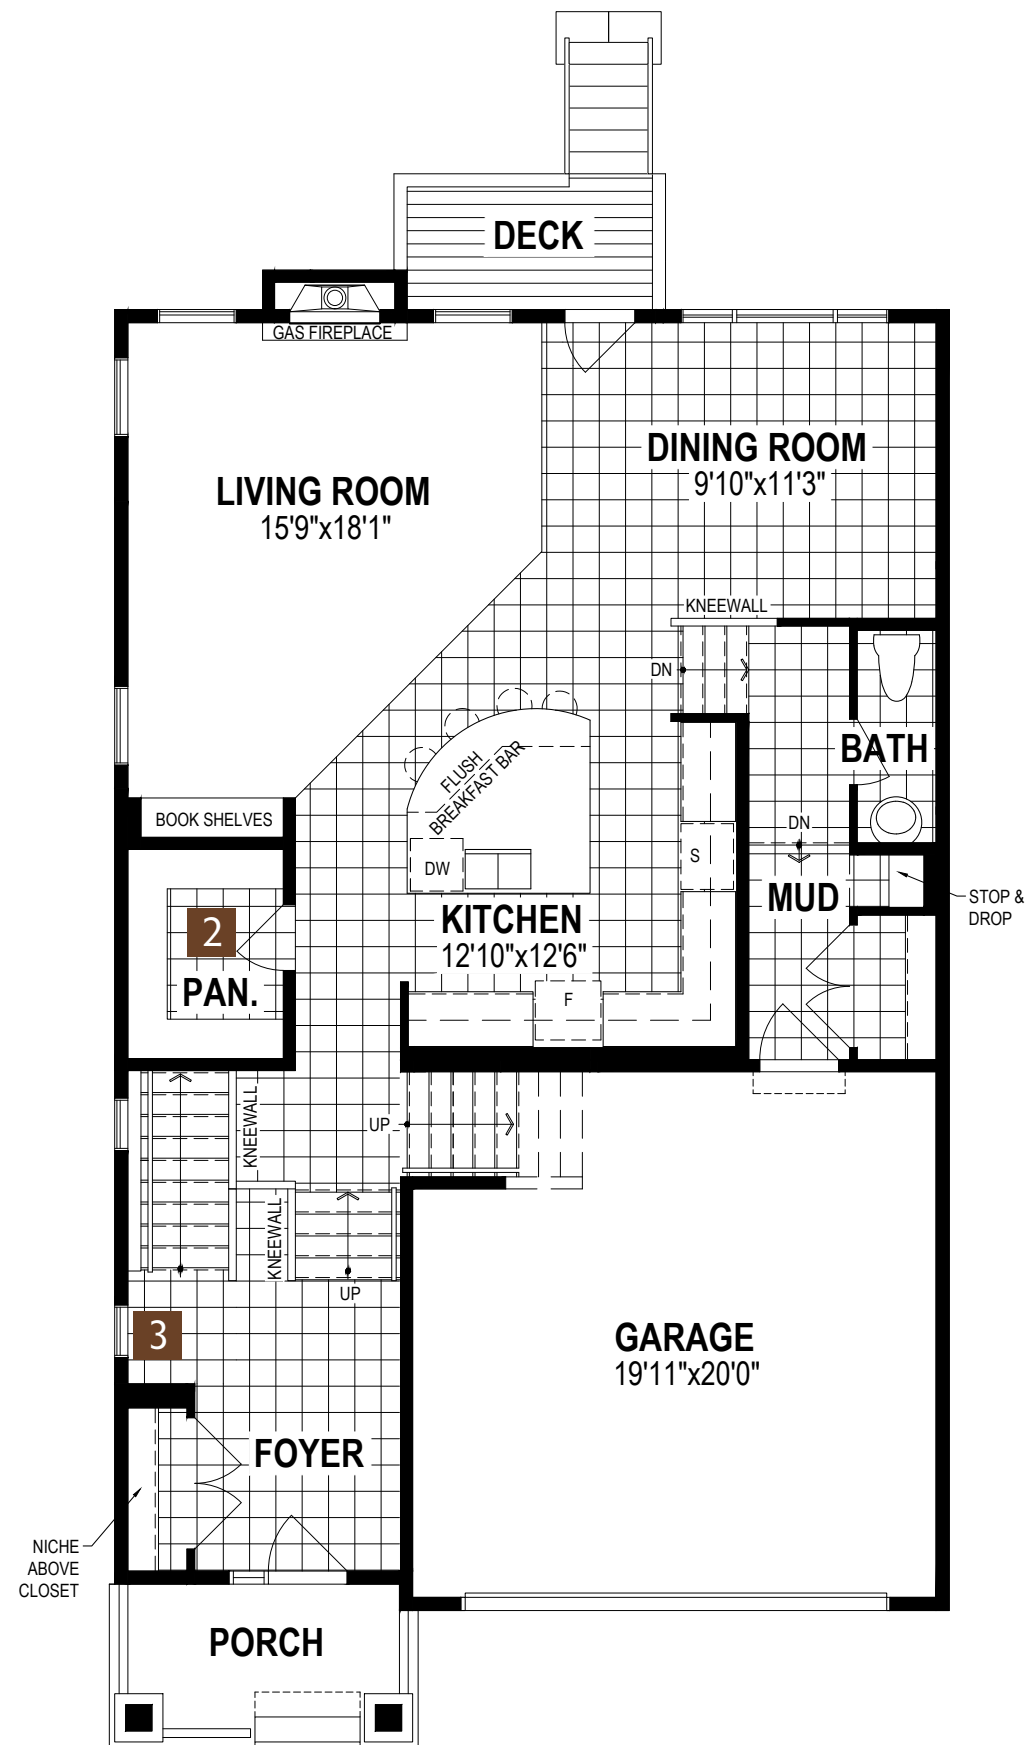 DECK
GAS FIREPLACE
DINING ROOM
9'10"x11'3"
LIVING ROOM
15'9"x18'1"
KNEEWALL
DN
BATH
FLUSH
BREAKFAST BAR
BOOK SHELVES
DN
S
DW
MUD
STOP &
DROP
KITCHEN
12'10"x12'6"
2
PAN.
F
KNEEWALL
UP
KNEEWALL
UP
3
GARAGE
19'11"x20'0"
FOYER
NICHE
ABOVE
CLOSET
PORCH